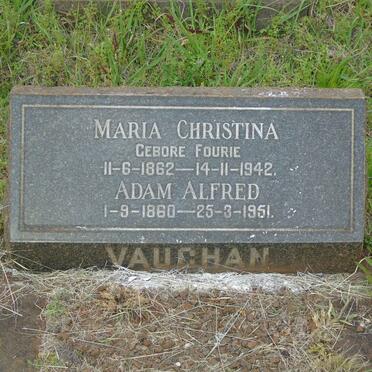 MARIA CHRISTINA
GEBORE FOURIE
11-6-1862—14-11-1942.
ADAM ALFRED
1-9-1860—25-3-1951.
VAUGHAN